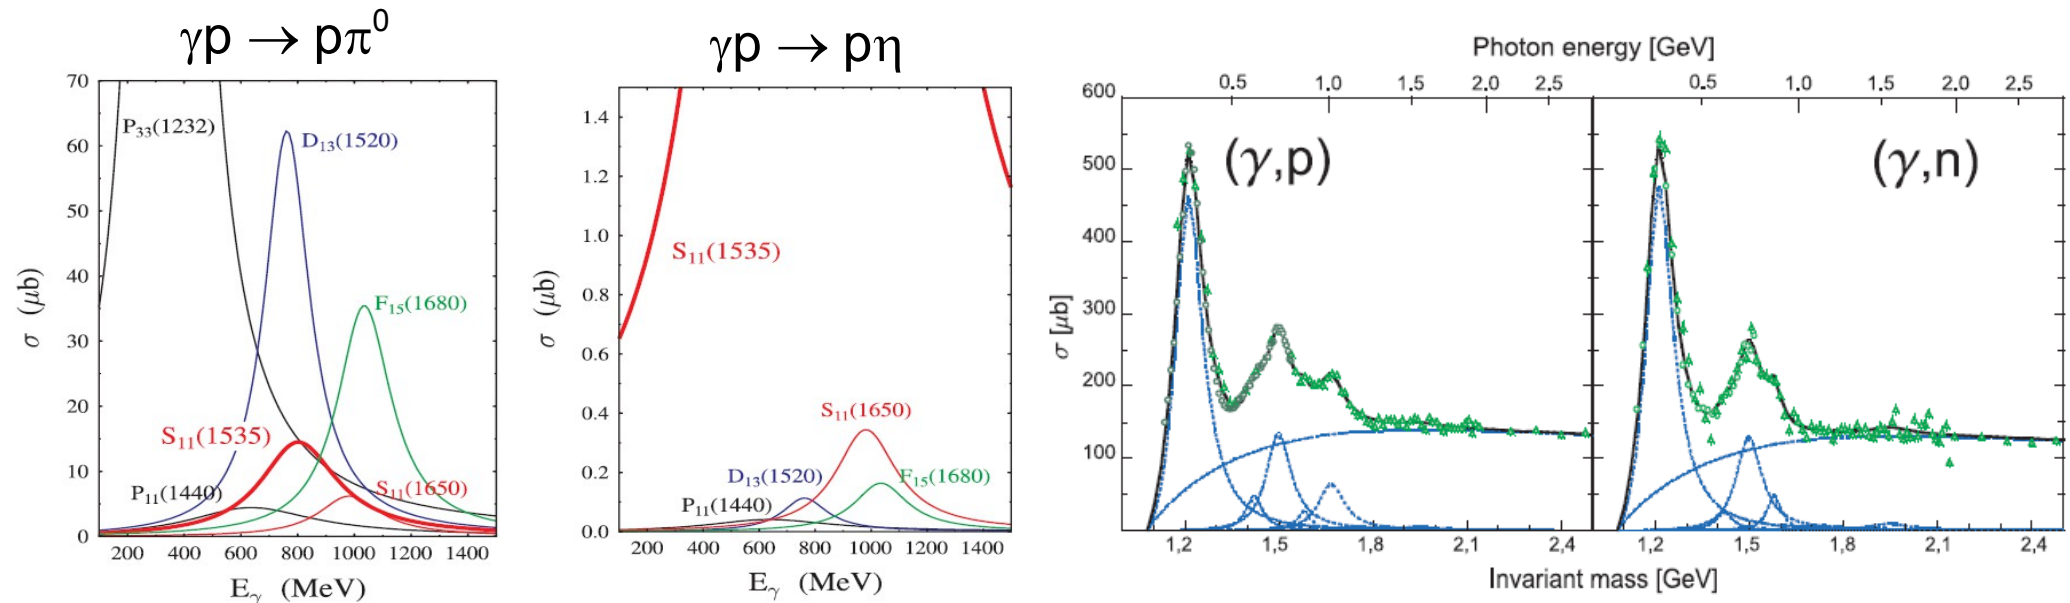 γp → pπ⁰
70
60
50
40
30
20
10
0
σ (μb)
P₃₃(1232)
D₁₃(1520)
F₁₅(1680)
S₁₁(1535)
P₁₁(1440)
S₁₁(1650)
200 400 600 800 1000 1200 1400
E_γ (MeV)
γp → pη
1.4
1.2
1.0
0.8
0.6
0.4
0.2
0.0
σ (μb)
S₁₁(1535)
S₁₁(1650)
D₁₃(1520)
F₁₅(1680)
P₁₁(1440)
200 400 600 800 1000 1200 1400
E_γ (MeV)
Photon energy [GeV]
0.5 1.0 1.5 2.0 2.5 0.5 1.0 1.5 2.0 2.5
600
500
400
300
200
100
σ [μb]
(γ,p)
(γ,n)
1,2 1,5 1,8 2,1 2,4 1,2 1,5 1,8 2,1 2,4
Invariant mass [GeV]